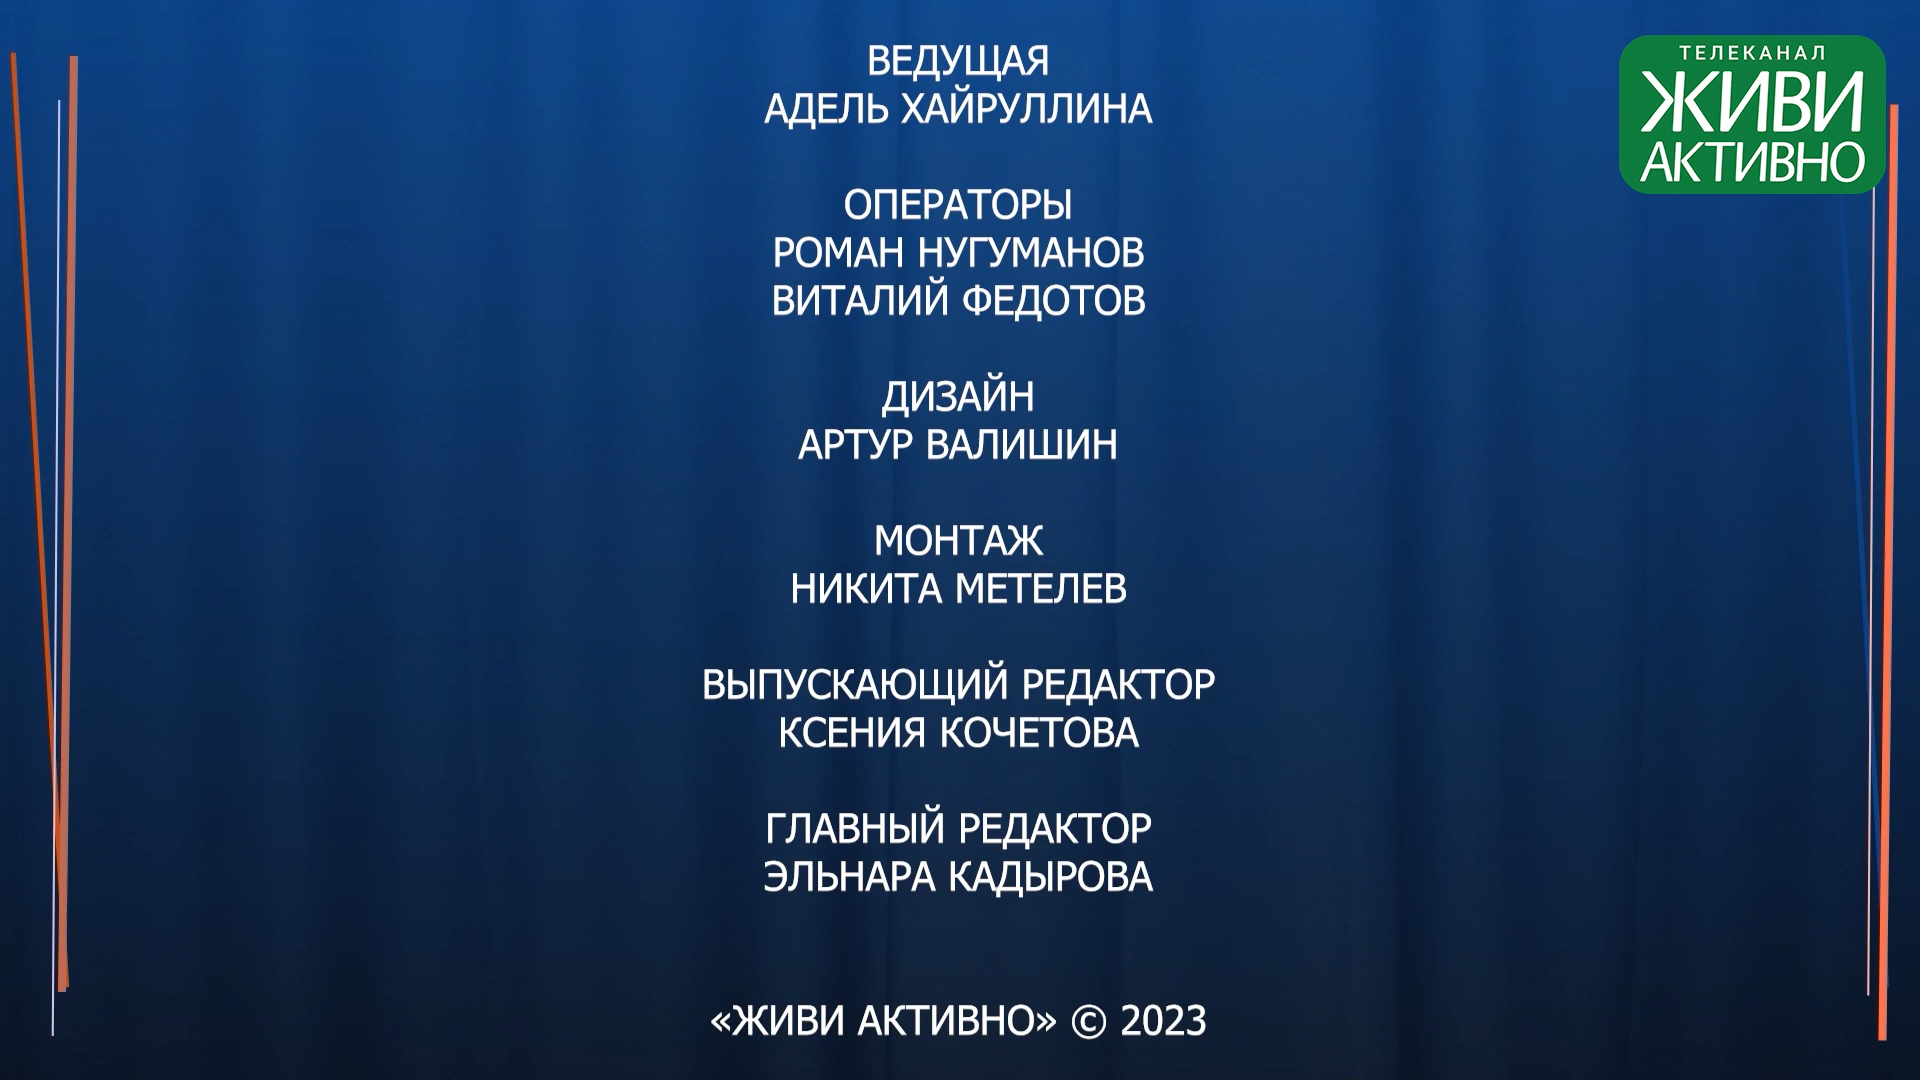 ВЕДУЩАЯ
АДЕЛЬ ХАЙРУЛЛИНА
ОПЕРАТОРЫ
РОМАН НУГУМАНОВ
ВИТАЛИЙ ФЕДОТОВ
ДИЗАЙН
АРТУР ВАЛИШИН
МОНТАЖ
НИКИТА МЕТЕЛЕВ
ВЫПУСКАЮЩИЙ РЕДАКТОР
КСЕНИЯ КОЧЕТОВА
ГЛАВНЫЙ РЕДАКТОР
ЭЛЬНАРА КАДЫРОВА
«ЖИВИ АКТИВНО» © 2023
ТЕЛЕКАНАЛ
ЖИВИ
АКТИВНО